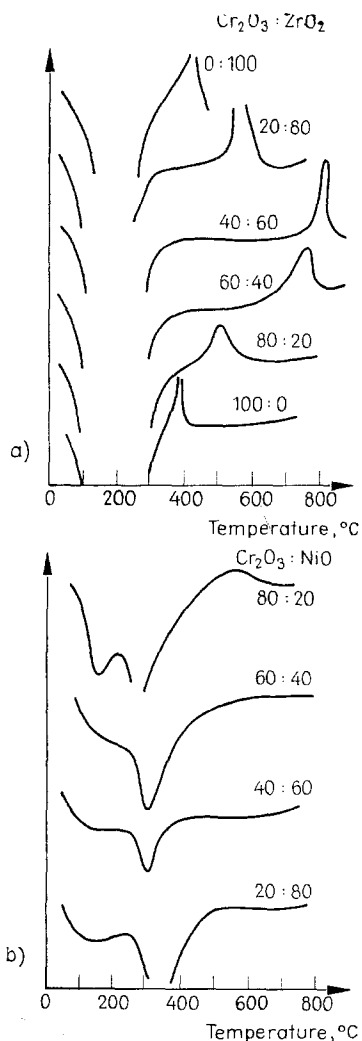 Cr₂O₃ : ZrO₂
0 : 100
20 : 80
40 : 60
60 : 40
80 : 20
100 : 0
a)
0 200 400 600 800
Temperature, °C
Cr₂O₃ : NiO
80 : 20
60 : 40
40 : 60
20 : 80
b)
0 200 400 600 800
Temperature, °C